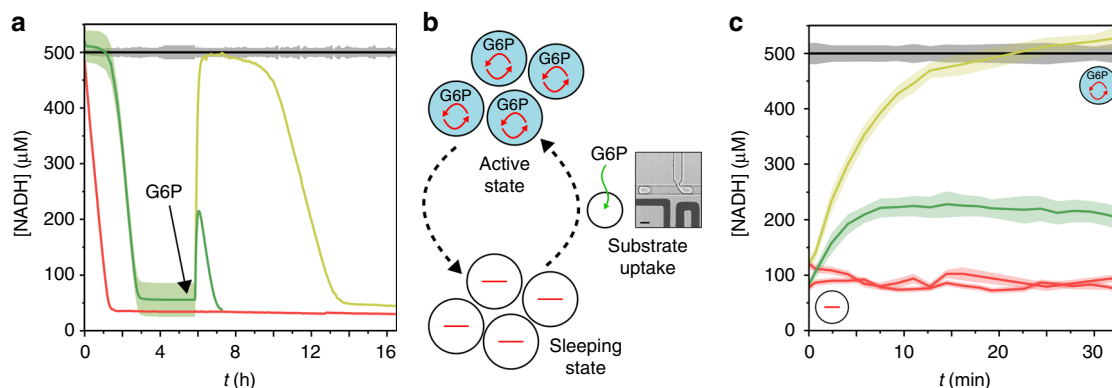 a
500
400
300
200
100
0
[NADH] (μM)
G6P
0
4
8
12
16
t (h)
b
G6P
G6P
G6P
G6P
Active
state
G6P
Substrate
uptake
Sleeping
state
c
500
400
300
200
100
0
[NADH] (μM)
G6P
0
10
20
30
t (min)